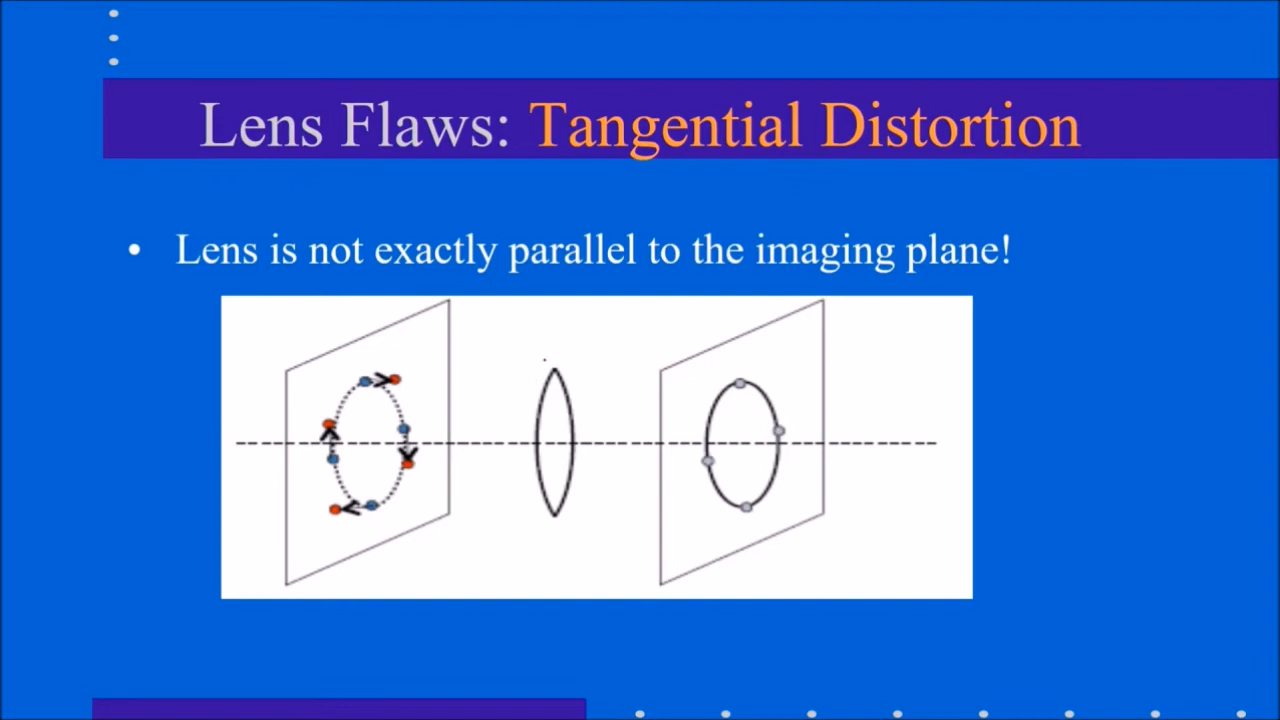 Lens Flaws: Tangential Distortion
• Lens is not exactly parallel to the imaging plane!